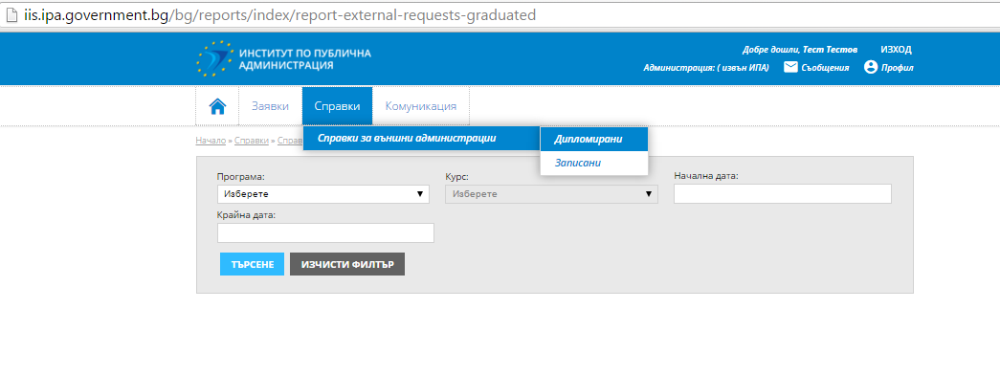 iis.ipa.government.bg/bg/reports/index/report-external-requests-graduated
ИНСТИТУТ ПО ПУБЛИЧНА
АДМИНИСТРАЦИЯ
Добре дошли, Тест Тестов ИЗХОД
Администрация: ( извън ИПА) Съобщения Профил
Заявки Справки Комуникация
Справки за външни администрации Дипломирани
Записани
Начало » Справки » Справ
Програма: Курс: Начална дата:
Изберете Изберете
Крайна дата:
ТЪРСЕНЕ ИЗЧИСТИ ФИЛТЪР